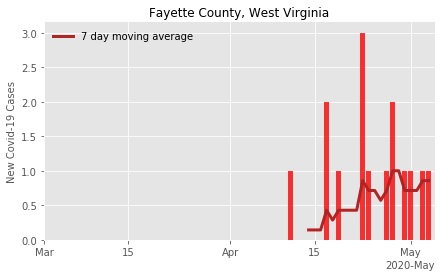 Fayette County, West Virginia
7 day moving average
New Covid-19 Cases
3.0
2.5
2.0
1.5
1.0
0.5
0.0
Mar 15 Apr 15 May
2020-May